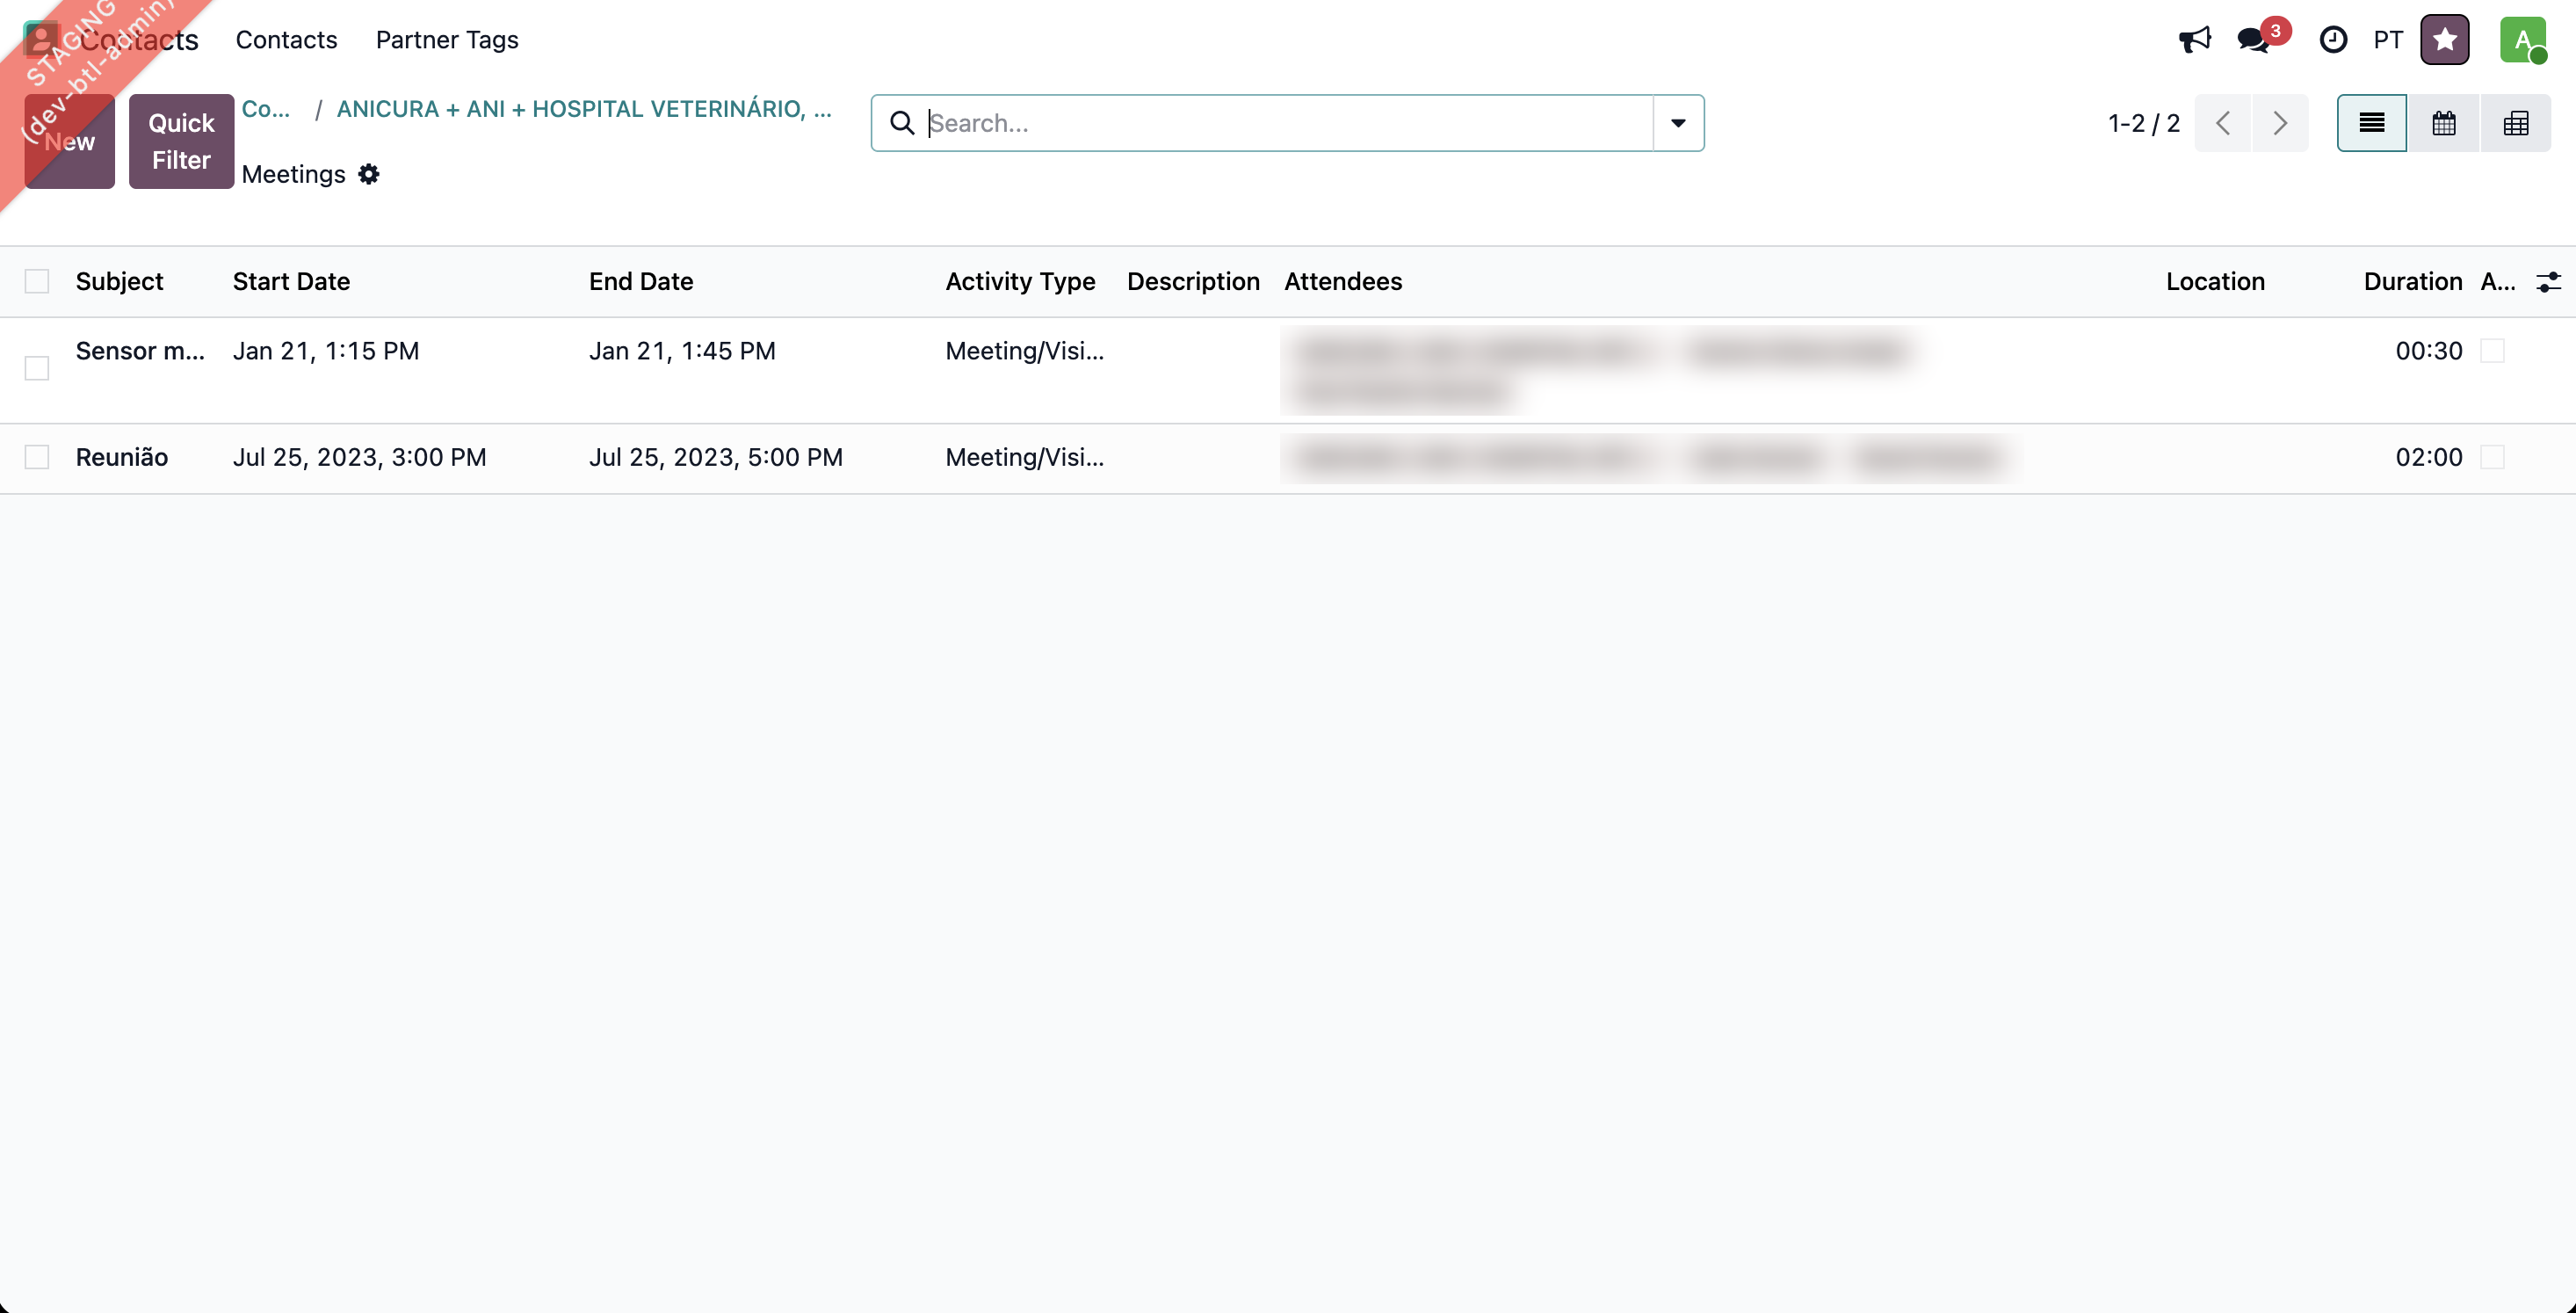 STAGING
(dev-btl-admin)
Contacts Contacts Partner Tags 3 PT A
New Quick Filter Co... / ANICURA + ANI + HOSPITAL VETERINÁRIO, ...
Meetings
Search...
1-2 / 2
Subject Start Date End Date Activity Type Description Attendees Location Duration A...
Sensor m... Jan 21, 1:15 PM Jan 21, 1:45 PM Meeting/Visi... 00:30
Reunião Jul 25, 2023, 3:00 PM Jul 25, 2023, 5:00 PM Meeting/Visi... 02:00